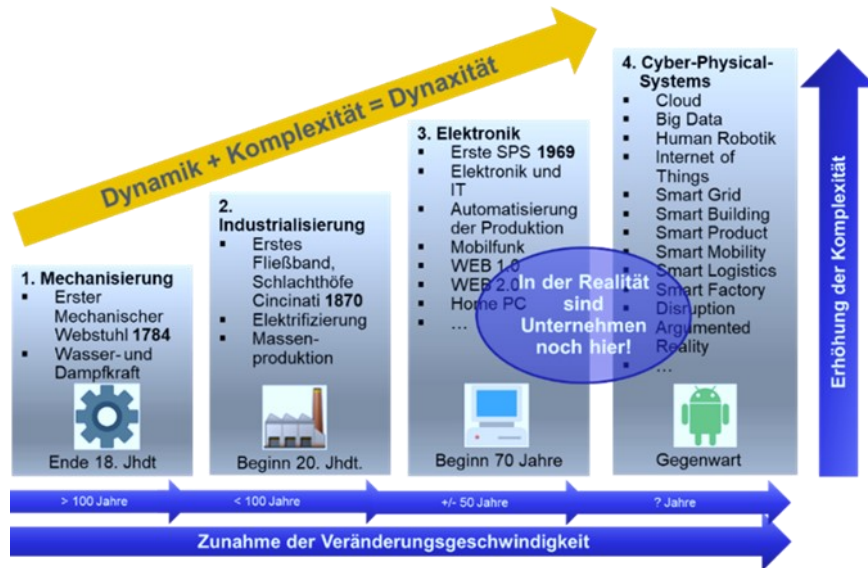 Dynamik + Komplexität = Dynaxität
1. Mechanisierung
▪ Erster
Mechanischer
Webstuhl 1784
▪ Wasser- und
Dampfkraft
Ende 18. Jhdt
2.
Industrialisierung
▪ Erstes
Fließband,
Schlachthöfe
Cincinati 1870
▪ Elektrifizierung
▪ Massen-
produktion
Beginn 20. Jhdt.
3. Elektronik
▪ Erste SPS 1969
▪ Elektronik und
IT
▪ Automatisierung
der Produktion
▪ Mobilfunk
▪ WEB 1.0
▪ WEB 2.0
▪ Home PC
▪ ...
Beginn 70 Jahre
In der Realität
sind
Unternehmen
noch hier!
4. Cyber-Physical-
Systems
▪ Cloud
▪ Big Data
▪ Human Robotik
▪ Internet of
Things
▪ Smart Grid
▪ Smart Building
▪ Smart Product
▪ Smart Mobility
▪ Smart Logistics
▪ Smart Factory
▪ Disruption
▪ Argumented
Reality
▪ ...
Gegenwart
Erhöhung der Komplexität
> 100 Jahre
< 100 Jahre
+/- 50 Jahre
? Jahre
Zunahme der Veränderungsgeschwindigkeit